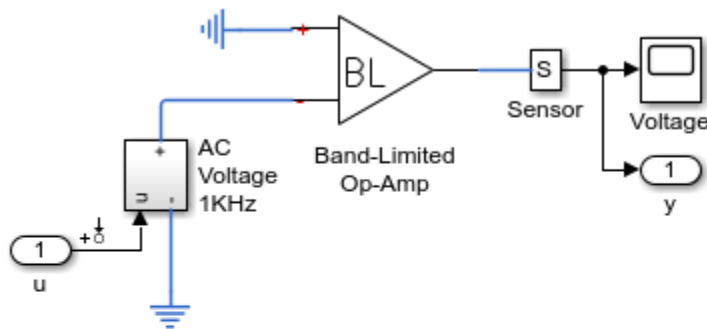 +
BL
-
S
Sensor
Voltage
Band-Limited
Op-Amp
+
u
-
AC
Voltage
1KHz
1
y
+
1
u